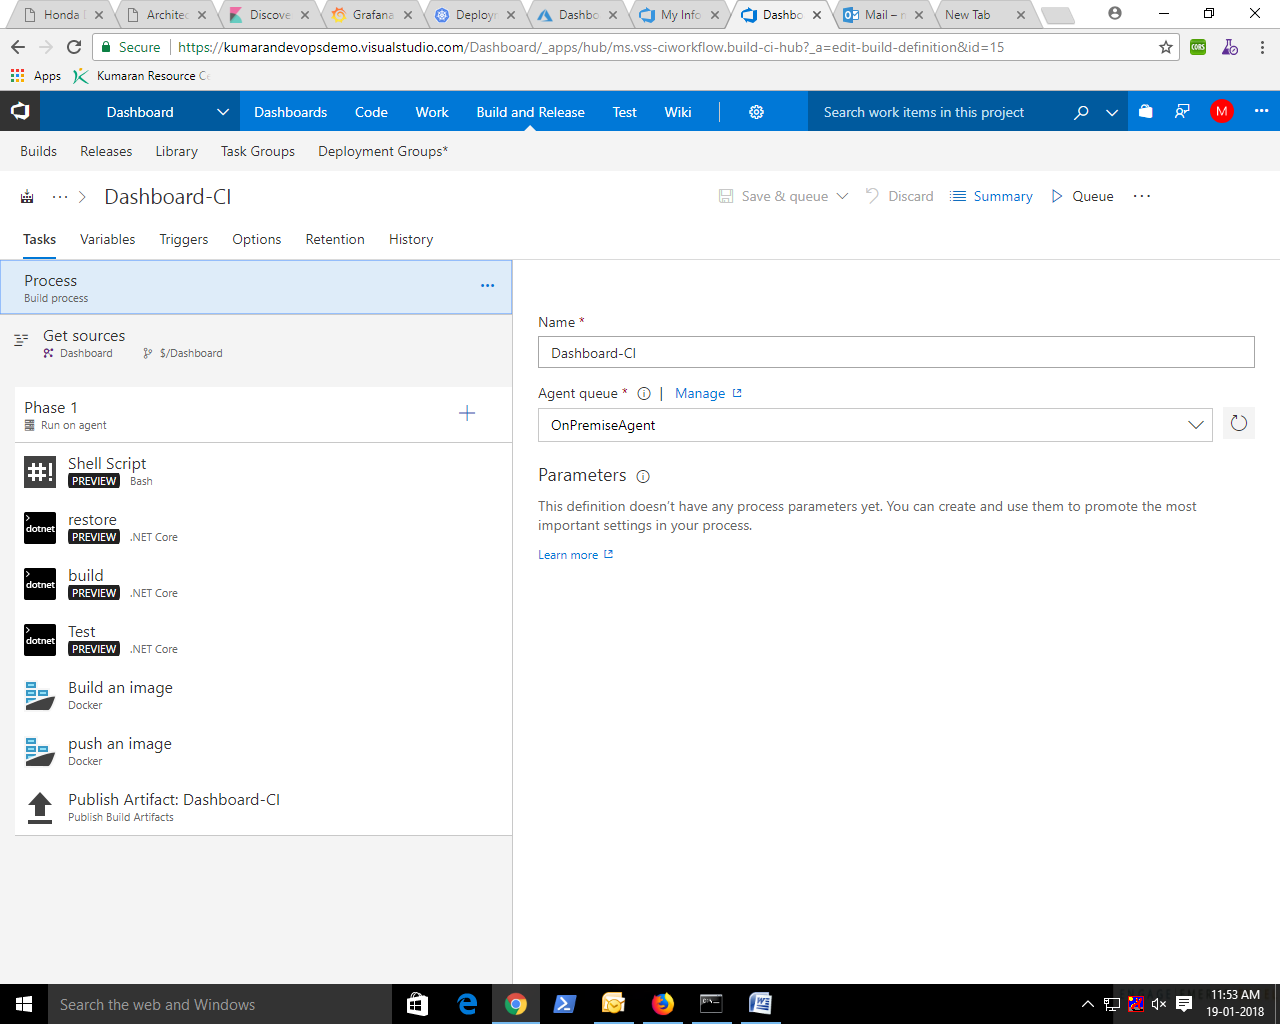 Honda
Architec
Discove
Grafana
Deployn
Dashbo
My Info
Dashbo
Mail –
New Tab
Secure
https://kumarandevopsdemo.visualstudio.com/Dashboard/_apps/hub/ms.vss-ciworkflow.build-ci-hub?_a=edit-build-definition&id=15
CORS
Apps
Kumaran Resource Ce
Dashboard
Dashboards
Code
Work
Build and Release
Test
Wiki
Search work items in this project
M
Builds
Releases
Library
Task Groups
Deployment Groups*
Dashboard-CI
Save & queue
Discard
Summary
Queue
Tasks
Variables
Triggers
Options
Retention
History
Process
Build process
Get sources
Dashboard
$/Dashboard
Phase 1
Run on agent
#!
Shell Script
PREVIEW Bash
dotnet
restore
PREVIEW .NET Core
dotnet
build
PREVIEW .NET Core
dotnet
Test
PREVIEW .NET Core
Build an image
Docker
push an image
Docker
Publish Artifact: Dashboard-CI
Publish Build Artifacts
Name *
Dashboard-CI
Agent queue * | Manage
OnPremiseAgent
Parameters
This definition doesn't have any process parameters yet. You can create and use them to promote the most
important settings in your process.
Learn more
Search the web and Windows
11:53 AM
19-01-2018